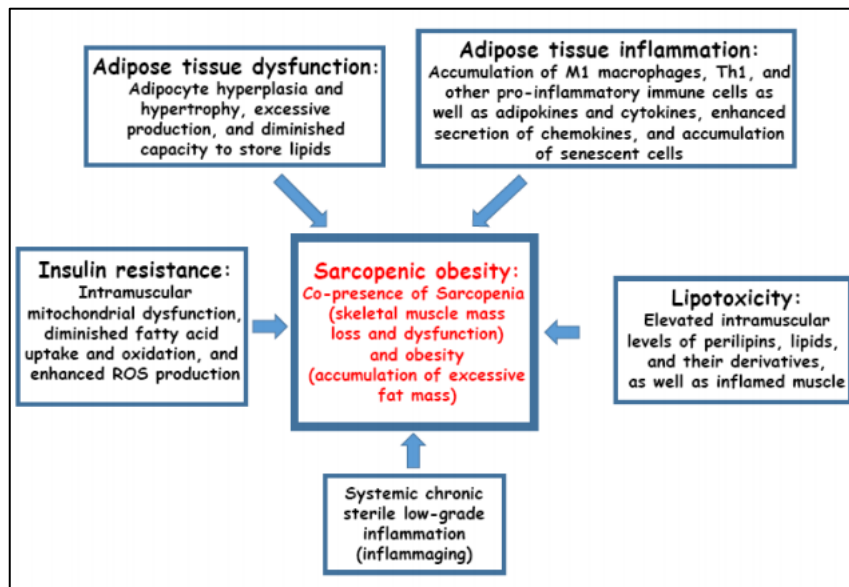 Adipose tissue dysfunction:
Adipocyte hyperplasia and
hypertrophy, excessive
production, and diminished
capacity to store lipids
Adipose tissue inflammation:
Accumulation of M1 macrophages, Th1, and
other pro-inflammatory immune cells as
well as adipokines and cytokines, enhanced
secretion of chemokines, and accumulation
of senescent cells
Insulin resistance:
Intramuscular
mitochondrial dysfunction,
diminished fatty acid
uptake and oxidation, and
enhanced ROS production
Sarcopenic obesity:
Co-presence of Sarcopenia
(skeletal muscle mass
loss and dysfunction)
and obesity
(accumulation of excessive
fat mass)
Lipotoxicity:
Elevated intramuscular
levels of perilipins, lipids,
and their derivatives,
as well as inflamed muscle
Systemic chronic
sterile low-grade
inflammation
(inflammaging)